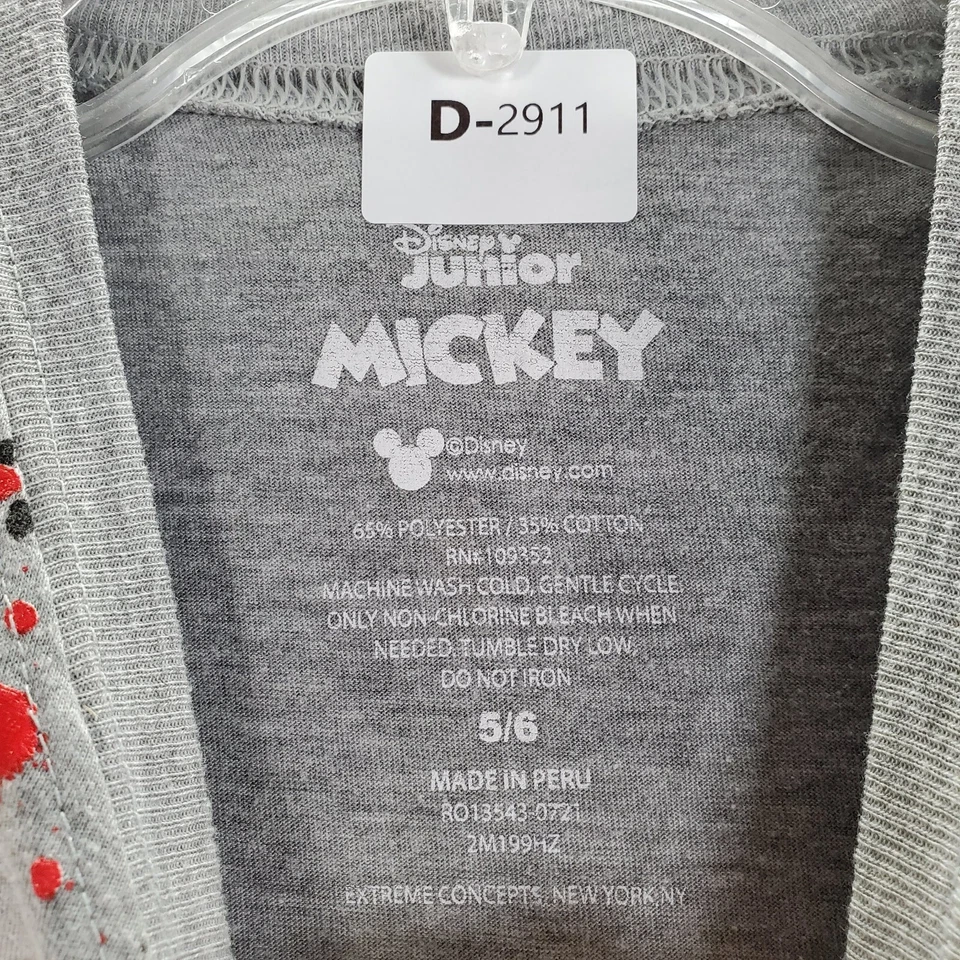 D-2911
Disney
Junior
MICKEY
©Disney
www.disney.com
65% POLYESTER / 35% COTTON
RN#109352
MACHINE WASH COLD, GENTLE CYCLE.
ONLY NON-CHLORINE BLEACH WHEN
NEEDED. TUMBLE DRY LOW.
DO NOT IRON
5/6
MADE IN PERU
RO13543-0721
2M199HZ
EXTREME CONCEPTS, NEW YORK,NY